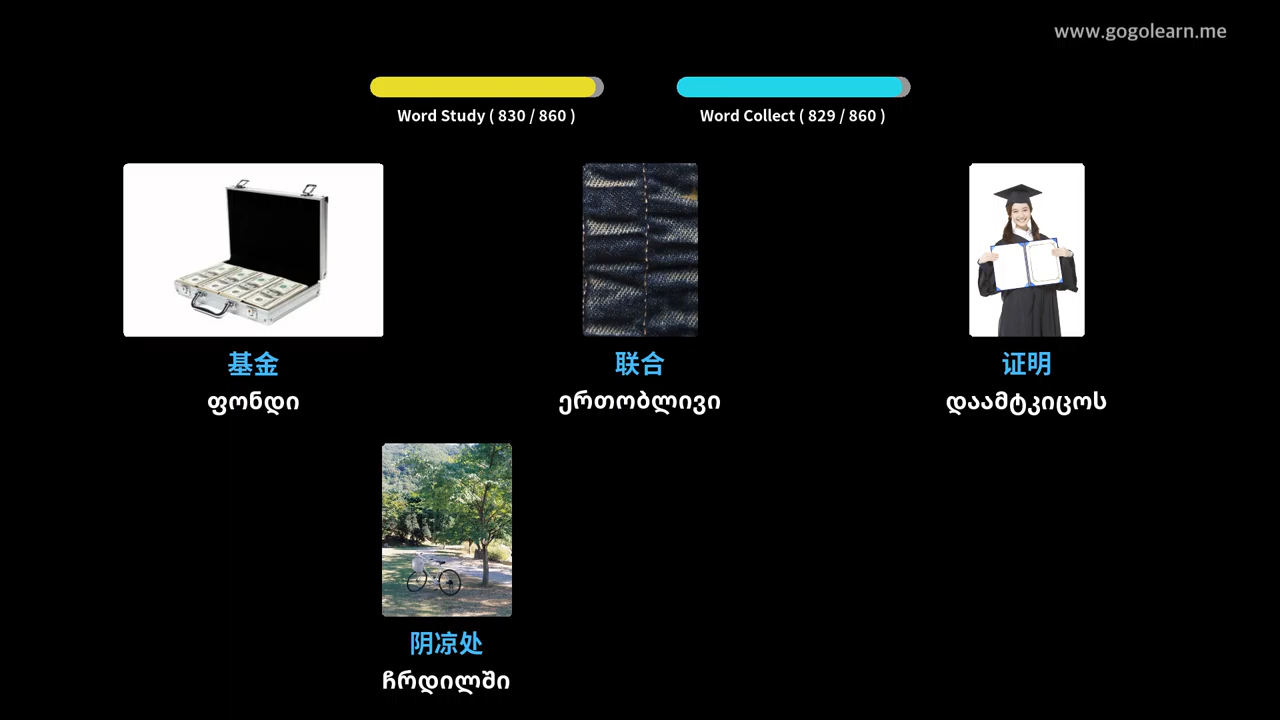 www.gogolearn.me
Word Study ( 830 / 860 )
Word Collect ( 829 / 860 )
基金
ფონდი
联合
ერთობლივი
证明
დაამტკიცოს
阴凉处
ჩრდილში